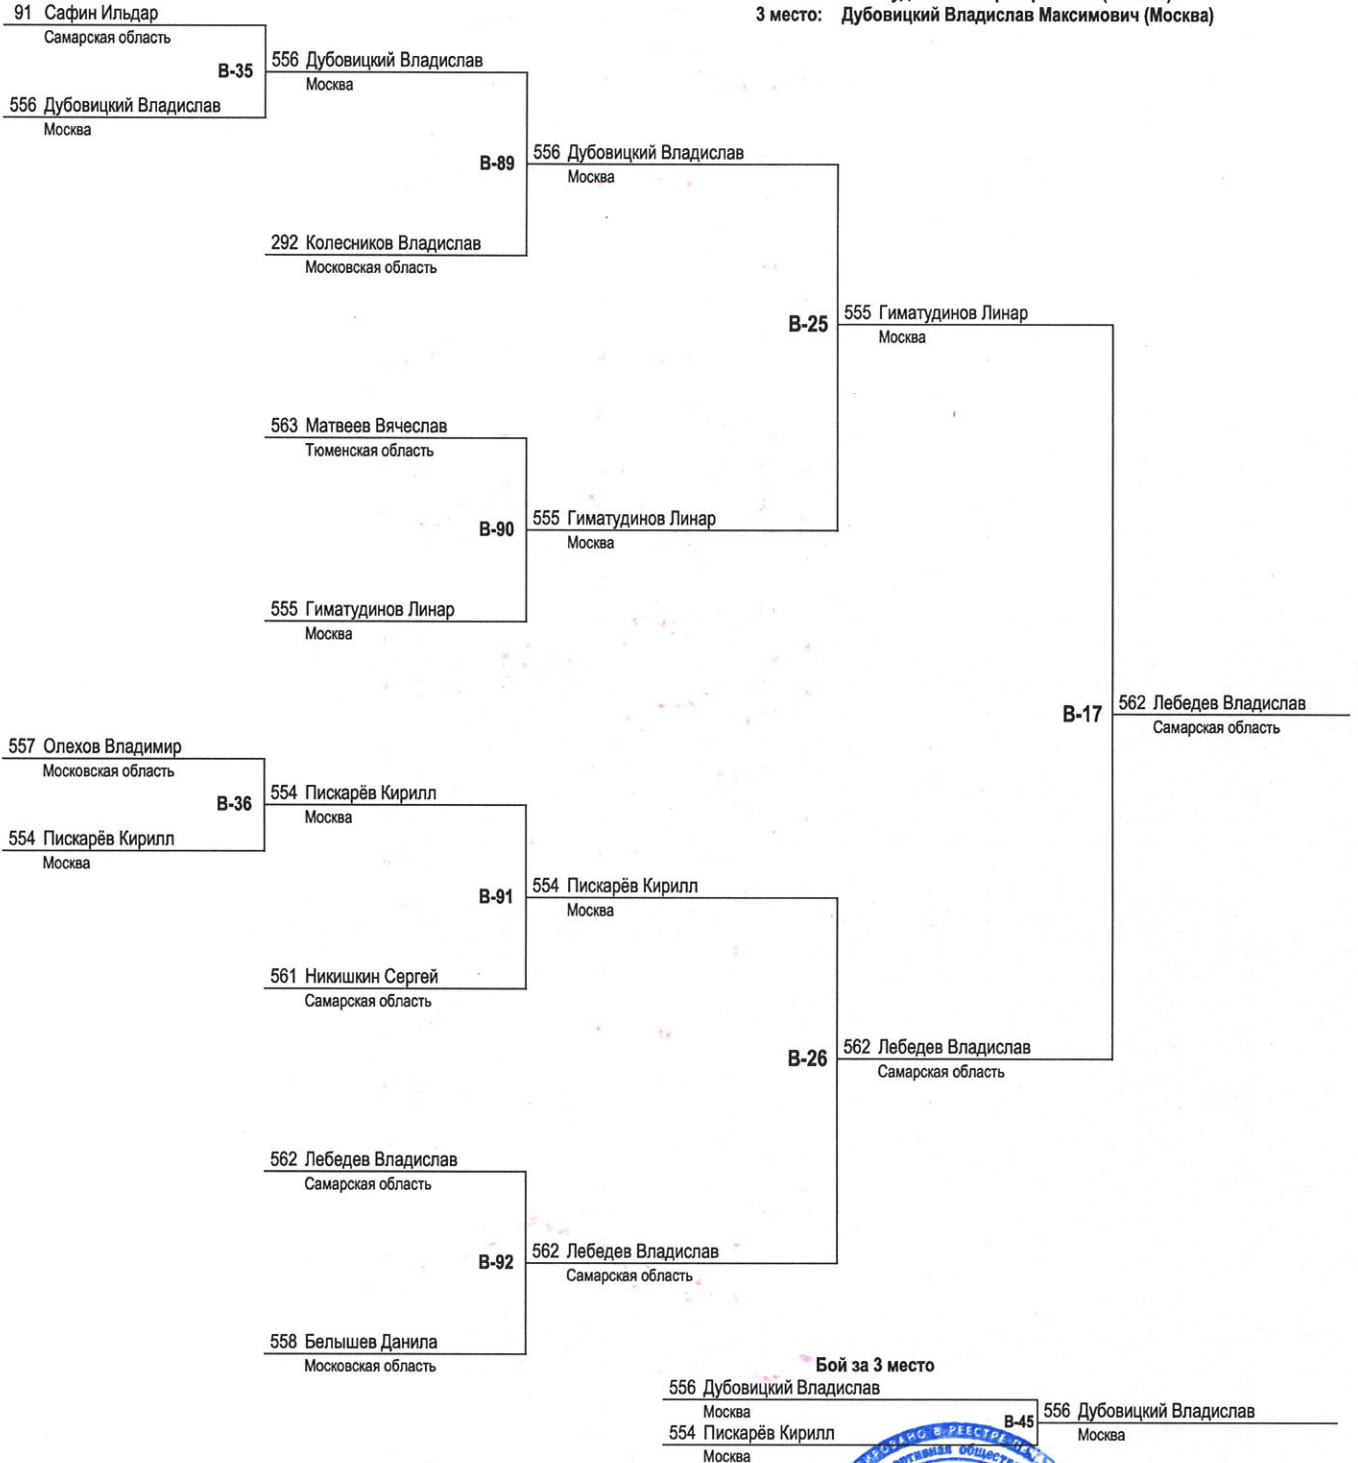 3 место: Дубовицкий Владислав Максимович (Москва)
91 Сафин Ильдар
Самарская область
B-35
556 Дубовицкий Владислав
Москва
556 Дубовицкий Владислав
Москва
B-89
556 Дубовицкий Владислав
Москва
292 Колесников Владислав
Московская область
B-25
555 Гиматудинов Линар
Москва
563 Матвеев Вячеслав
Тюменская область
B-90
555 Гиматудинов Линар
Москва
555 Гиматудинов Линар
Москва
B-17
562 Лебедев Владислав
Самарская область
557 Олехов Владимир
Московская область
B-36
554 Пискарёв Кирилл
Москва
554 Пискарёв Кирилл
Москва
B-91
554 Пискарёв Кирилл
Москва
561 Никишкин Сергей
Самарская область
B-26
562 Лебедев Владислав
Самарская область
562 Лебедев Владислав
Самарская область
B-92
562 Лебедев Владислав
Самарская область
558 Белышев Данила
Московская область
Бой за 3 место
556 Дубовицкий Владислав
Москва
B-45
556 Дубовицкий Владислав
Москва
554 Пискарёв Кирилл
Москва
В РЕЕСТРЕ